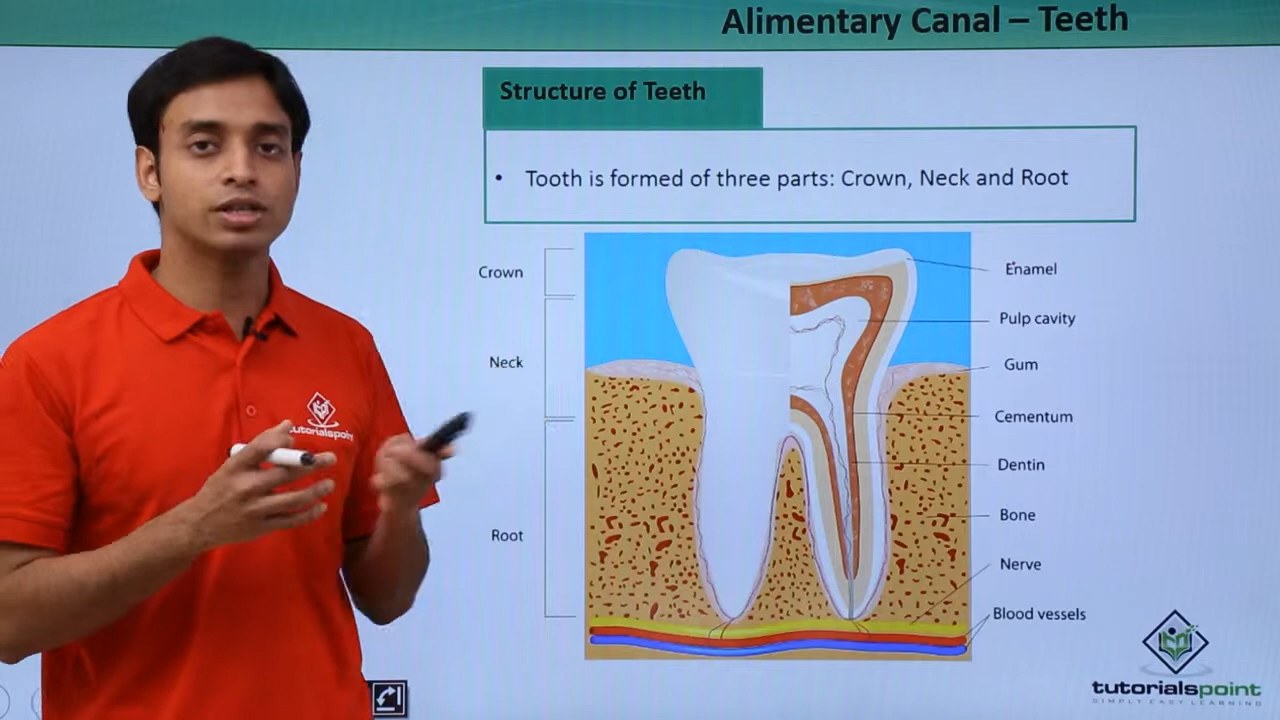 Alimentary Canal – Teeth
Structure of Teeth
• Tooth is formed of three parts: Crown, Neck and Root
Crown
Neck
Root
Enamel
Pulp cavity
Gum
Cementum
Dentin
Bone
Nerve
Blood vessels
tutorialspoint
tutorialspoint
SIMPLY EASY LEARNING